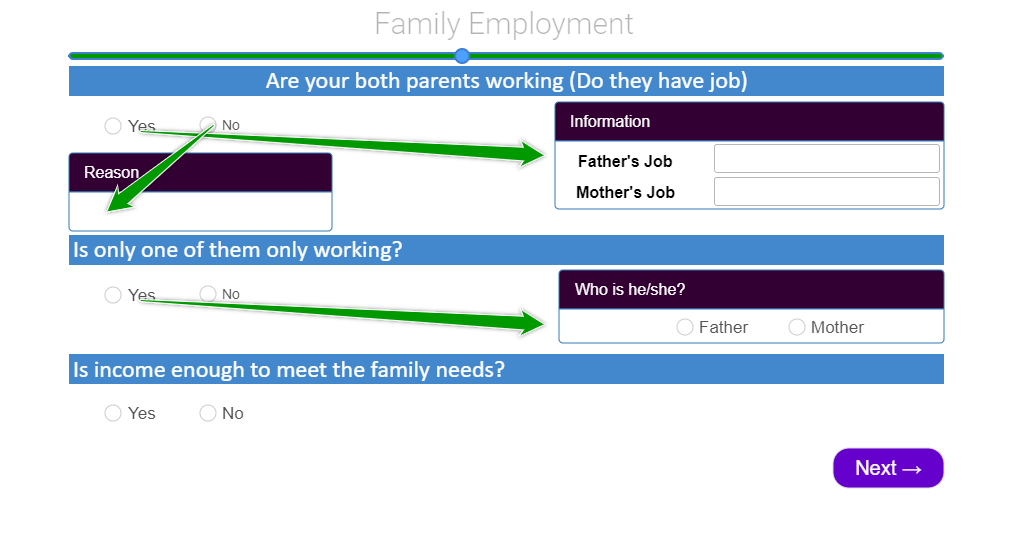 Family Employment
Are your both parents working (Do they have job)
Yes No
Information
Father's Job
Mother's Job
Reason
Is only one of them only working?
Yes No
Who is he/she?
Father Mother
Is income enough to meet the family needs?
Yes No
Next →